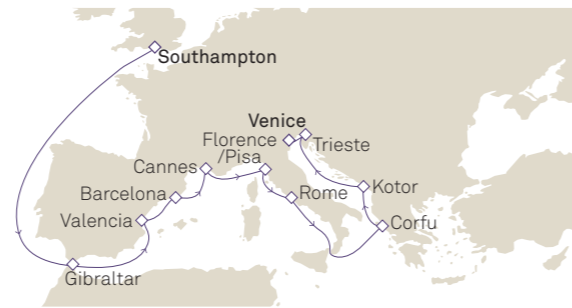 Southampton
Venice
Florence
/Pisa
Trieste
Cannes
Barcelona
Rome
Kotor
Valencia
Corfu
Gibraltar